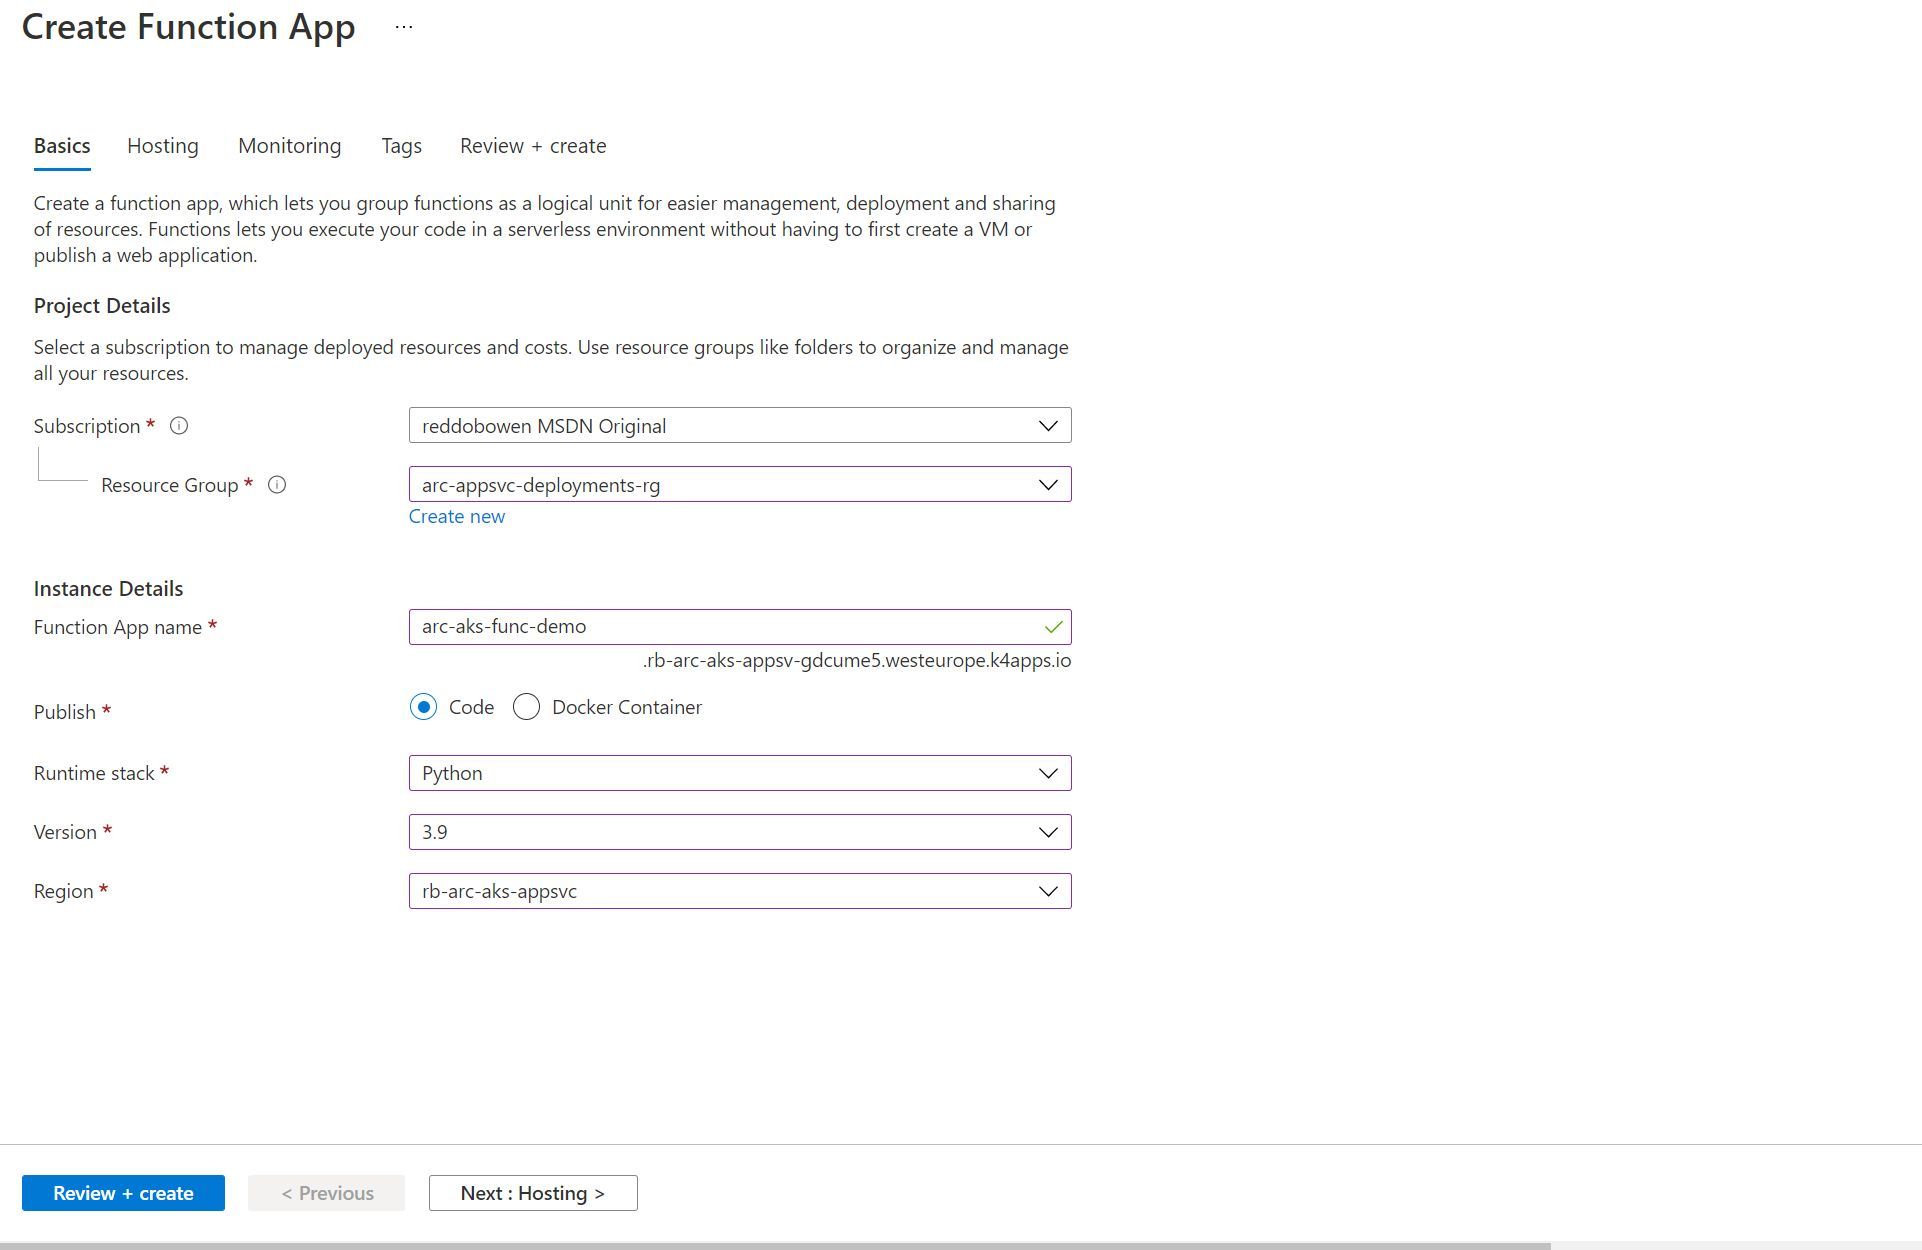 Create Function App ...
Basics Hosting Monitoring Tags Review + create
Create a function app, which lets you group functions as a logical unit for easier management, deployment and sharing
of resources. Functions lets you execute your code in a serverless environment without having to first create a VM or
publish a web application.
Project Details
Select a subscription to manage deployed resources and costs. Use resource groups like folders to organize and manage
all your resources.
Subscription * reddobowen MSDN Original
Resource Group * arc-appsvc-deployments-rg
Create new
Instance Details
Function App name * arc-aks-func-demo
.rb-arc-aks-appsv-gdcume5.westeurope.k4apps.io
Publish * Code Docker Container
Runtime stack * Python
Version * 3.9
Region * rb-arc-aks-appsvc
Review + create < Previous Next : Hosting >